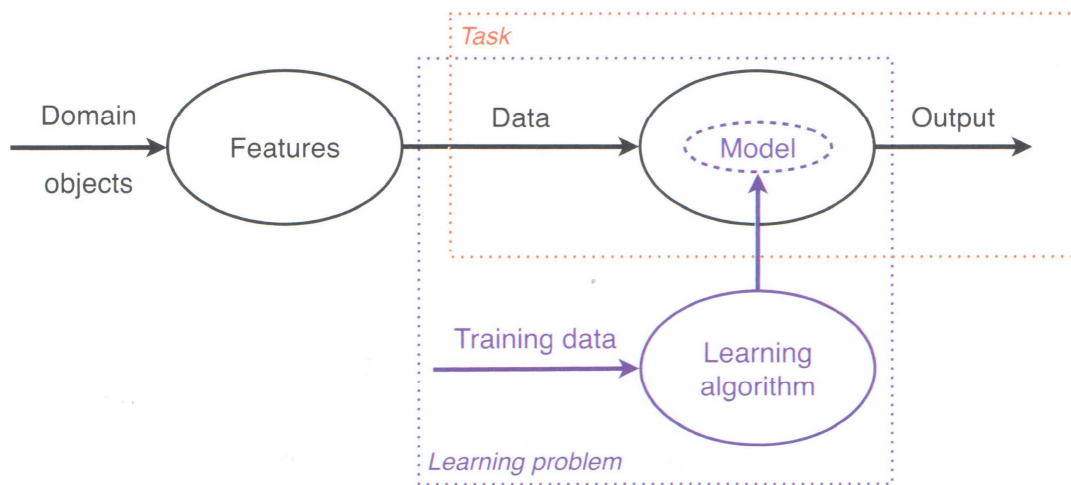 Task
Domain
objects
Features
Data
Model
Output
Training data
Learning
algorithm
Learning problem